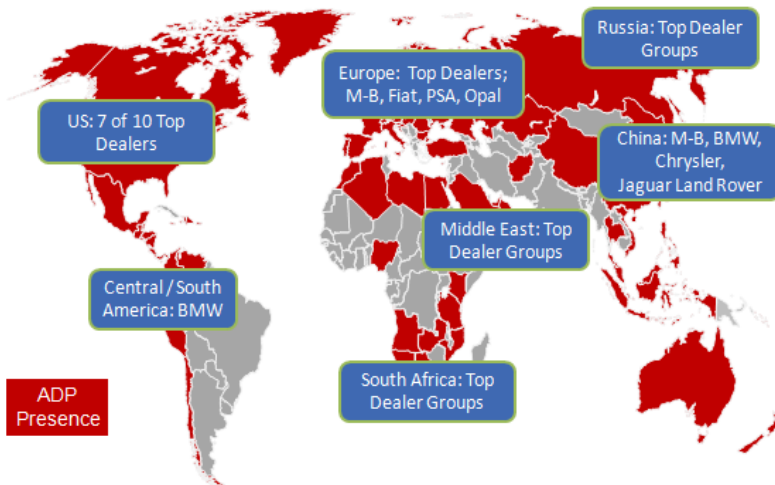 Russia: Top Dealer
Groups
Europe: Top Dealers;
M-B, Fiat, PSA, Opal
US: 7 of 10 Top
Dealers
China: M-B, BMW,
Chrysler,
Jaguar Land Rover
Middle East: Top
Dealer Groups
Central / South
America: BMW
South Africa: Top
Dealer Groups
ADP
Presence